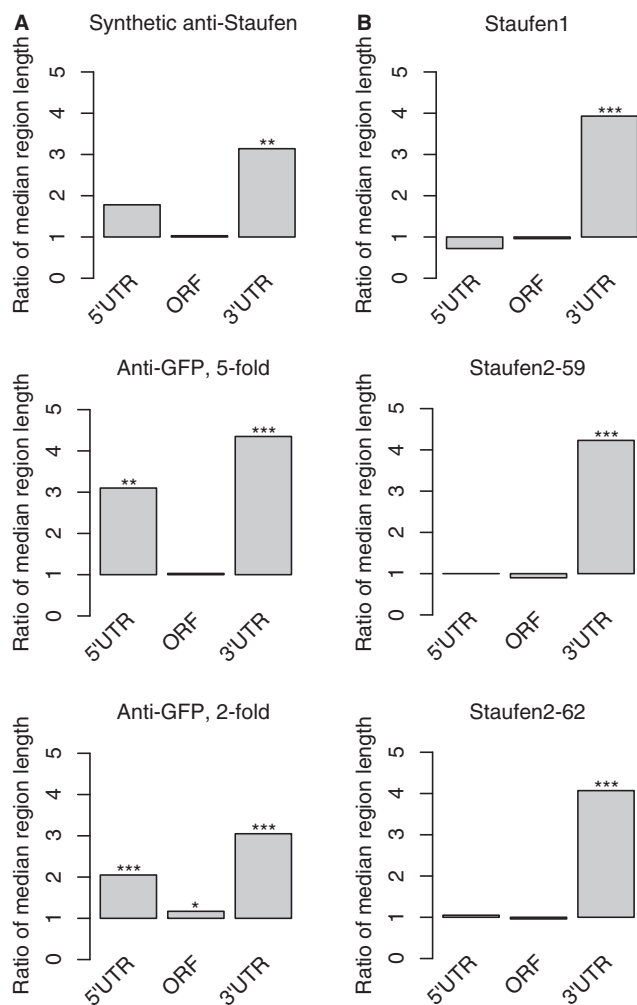 A
Synthetic anti-Staufen
Ratio of median region length
0 1 2 3 4 5
**
5'UTR ORF 3'UTR
Anti-GFP, 5-fold
Ratio of median region length
0 1 2 3 4 5
** ***
5'UTR ORF 3'UTR
Anti-GFP, 2-fold
Ratio of median region length
0 1 2 3 4 5
*** * ***
5'UTR ORF 3'UTR
B
Staufen1
Ratio of median region length
0 1 2 3 4 5
***
5'UTR ORF 3'UTR
Staufen2-59
Ratio of median region length
0 1 2 3 4 5
***
5'UTR ORF 3'UTR
Staufen2-62
Ratio of median region length
0 1 2 3 4 5
***
5'UTR ORF 3'UTR